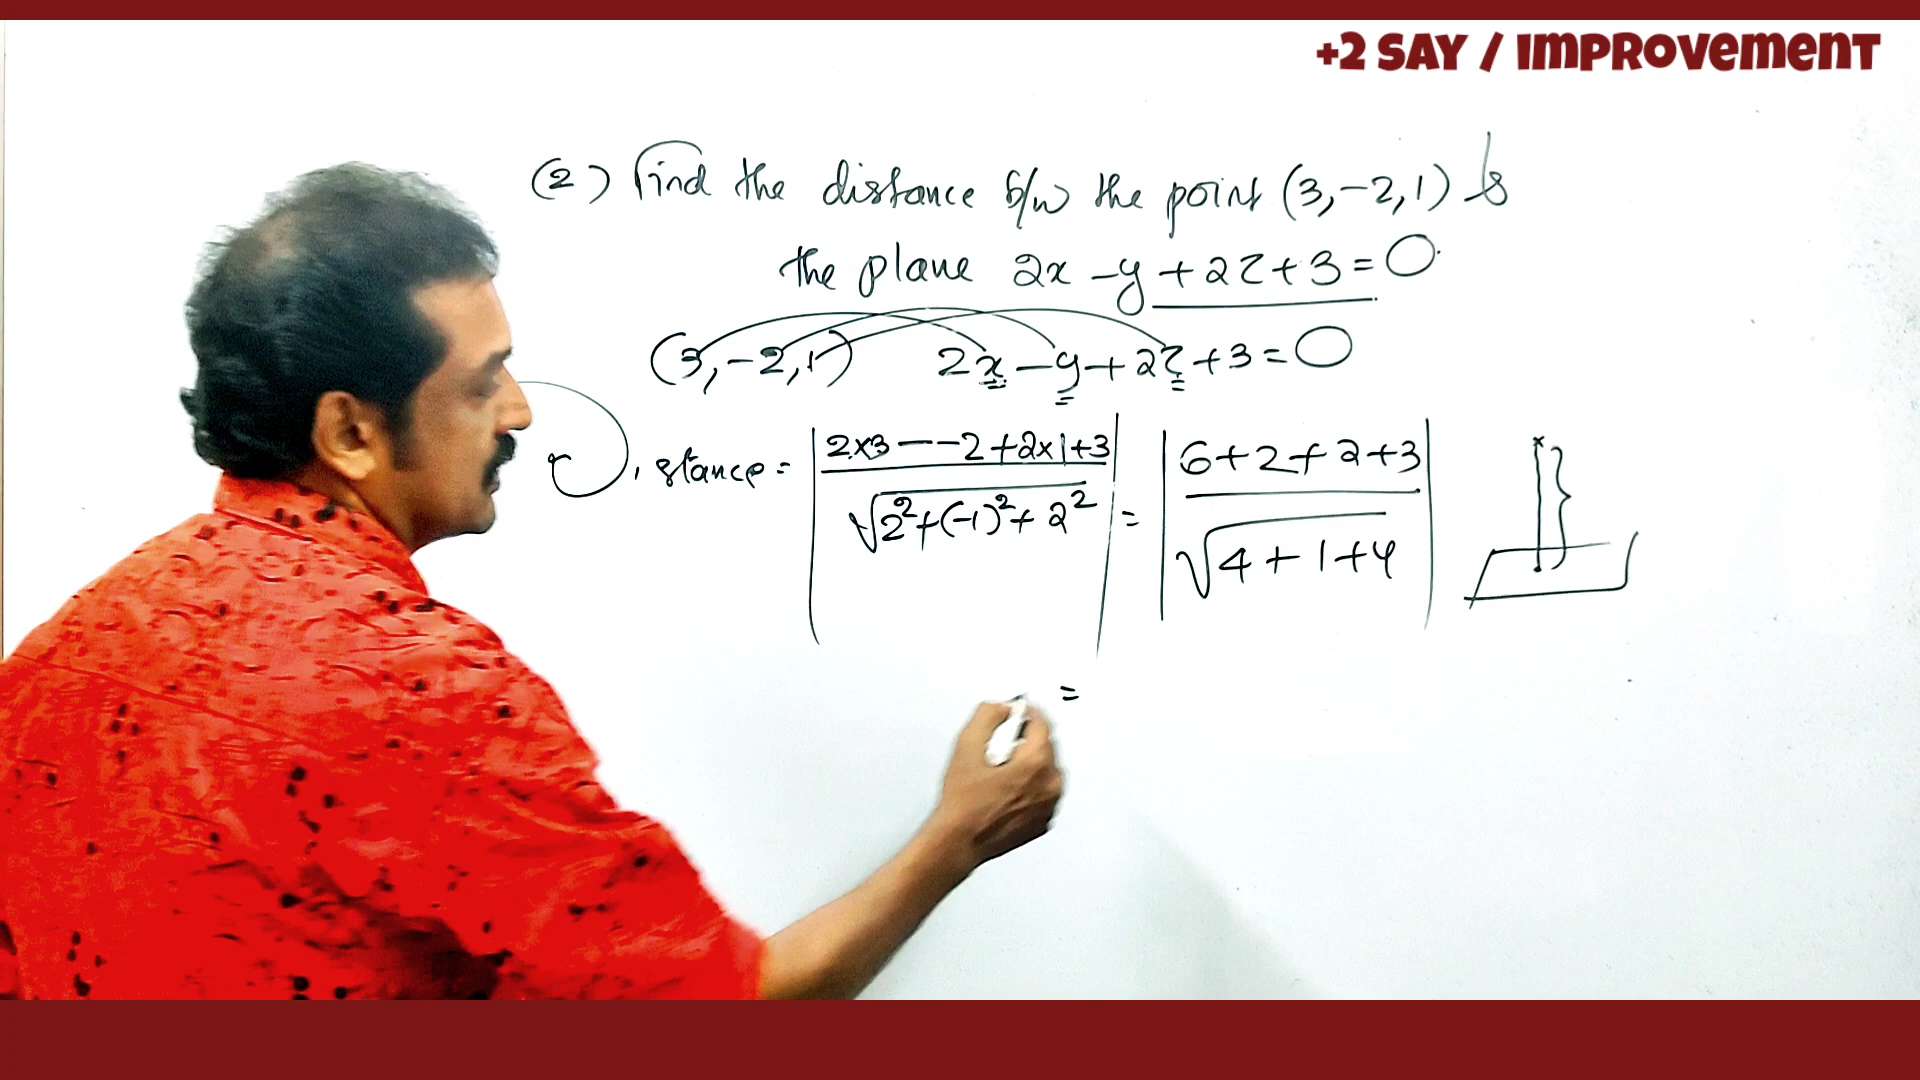 +2 SAY / IMPROVEMENT
(2) Find the distance b/w the point (3,-2,1) &
the plane 2x -y +2z+3=0.
(3,-2,1) 2x-y+2z+3=0
Distance = |2×3--2+2×1+3 / √2²+(-1)²+2²| = |6+2+2+3 / √4+1+4|
=